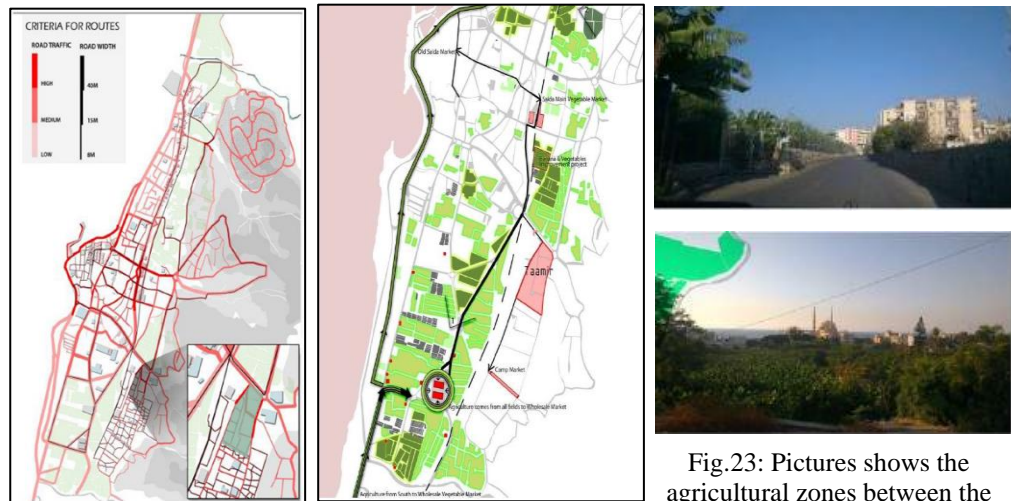 CRITERIA FOR ROUTES
ROAD TRAFFIC ROAD WIDTH
HIGH
40M
MEDIUM
15M
LOW
8M
Old Saida Market
Saida Main Vegetable Market
Banana & Vegetables
project
Taamir
Camp Market
Agriculture comes from all fields to Wholesale Market
Agriculture from South to Wholesale Vegetable Market
Fig.23: Pictures shows the
agricultural zones between the